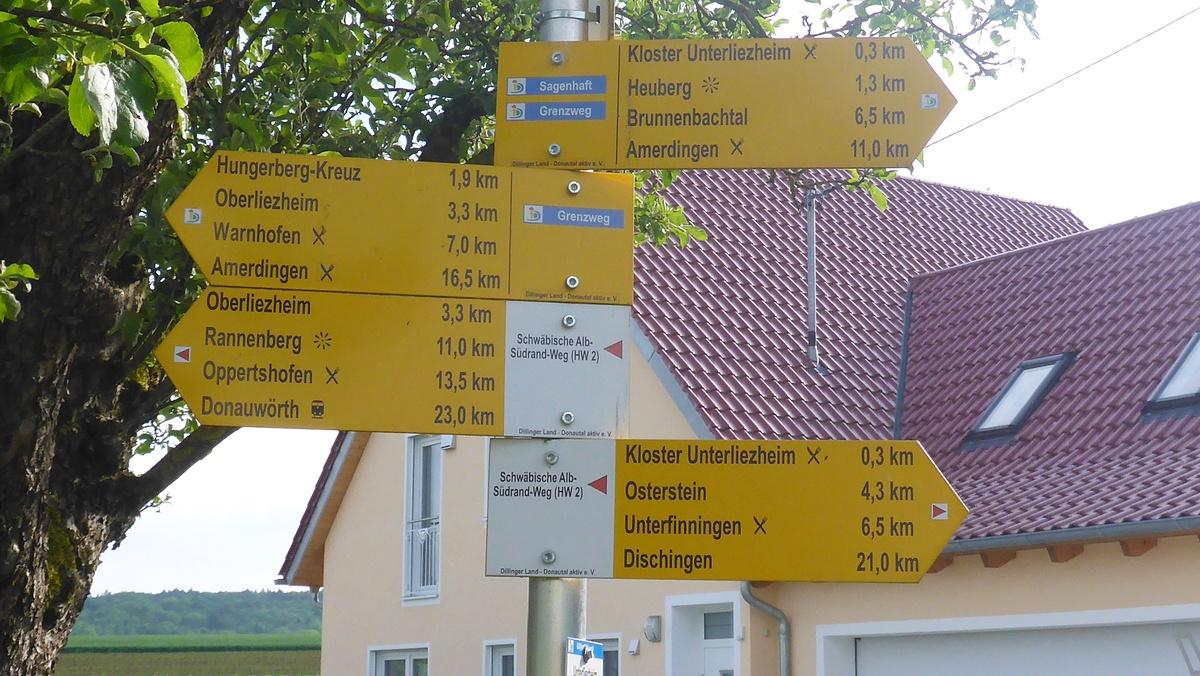 Kloster Unterliezheim 0,3 km
Sagenhaft
Heuberg 1,3 km
Grenzweg
Brunnenbachtal 6,5 km
Amerdingen 11,0 km
Dillinger Land - Donautal aktiv e. V.
Hungerberg-Kreuz 1,9 km
Oberliezheim 3,3 km
Grenzweg
Warnhofen 7,0 km
Amerdingen 16,5 km
Dillinger Land - Donautal aktiv e. V.
Oberliezheim 3,3 km
Rannenberg 11,0 km
Oppertshofen 13,5 km
Donauwörth 23,0 km
Schwäbische Alb-
Südrand-Weg (HW 2)
Dillinger Land - Donautal aktiv e. V.
Schwäbische Alb-
Südrand-Weg (HW 2)
Dillinger Land - Donautal aktiv e. V.
Kloster Unterliezheim 0,3 km
Osterstein 4,3 km
Unterfinningen 6,5 km
Dischingen 21,0 km